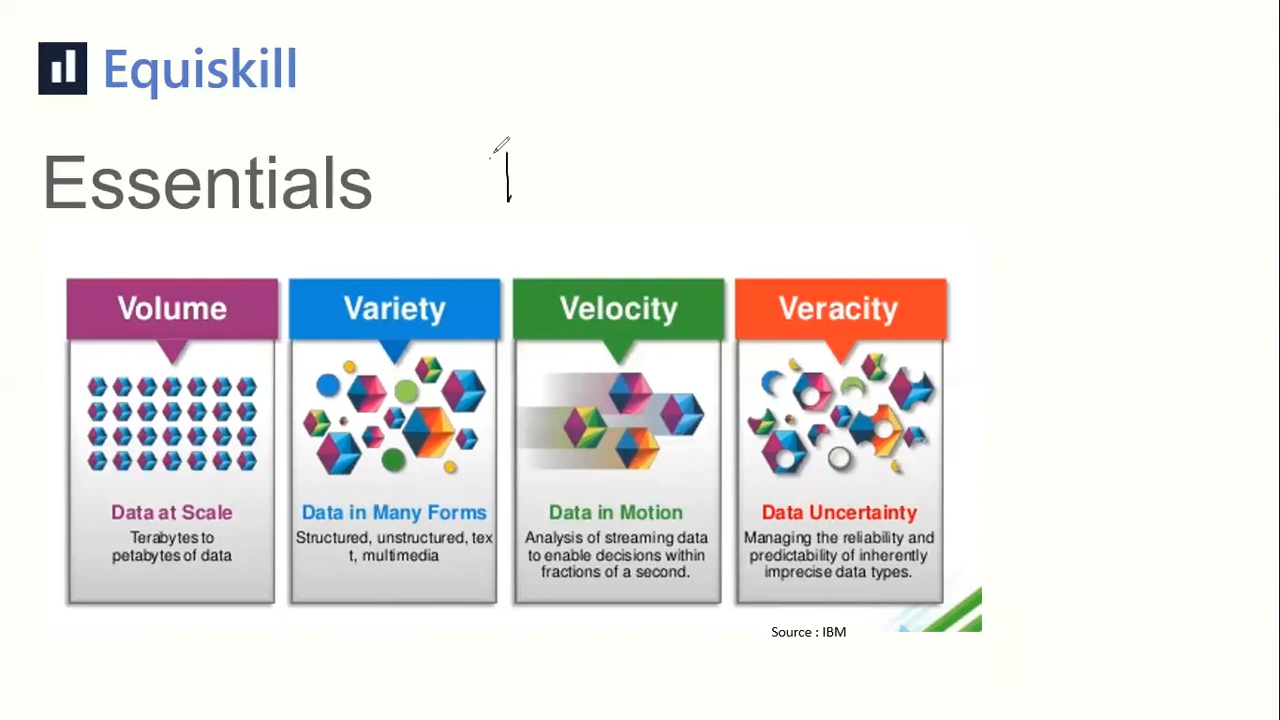 Equiskill
Essentials
Volume
Data at Scale
Terabytes to
petabytes of data
Variety
Data in Many Forms
Structured, unstructured, tex
t, multimedia
Velocity
Data in Motion
Analysis of streaming data
to enable decisions within
fractions of a second.
Veracity
Data Uncertainty
Managing the reliability and
predictability of inherently
imprecise data types.
Source : IBM